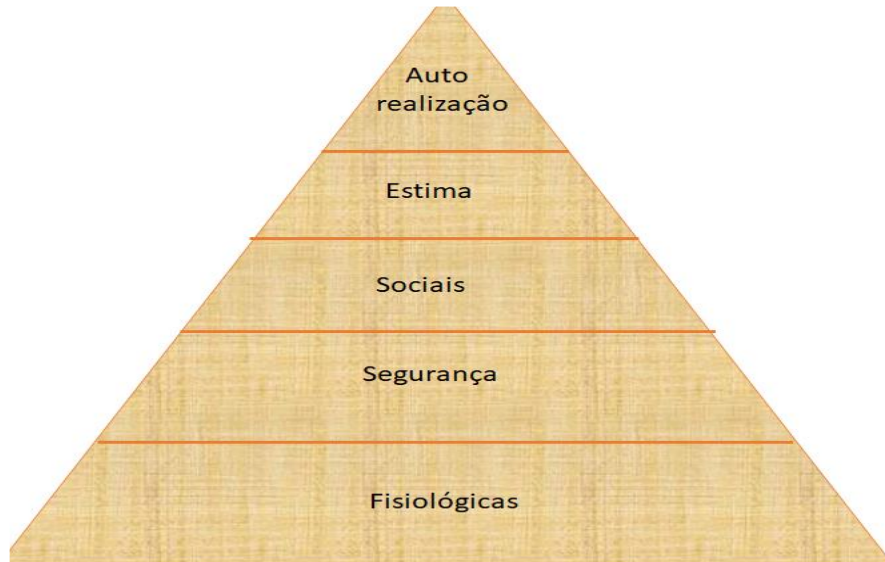 Auto
realização
Estima
Sociais
Segurança
Fisiológicas